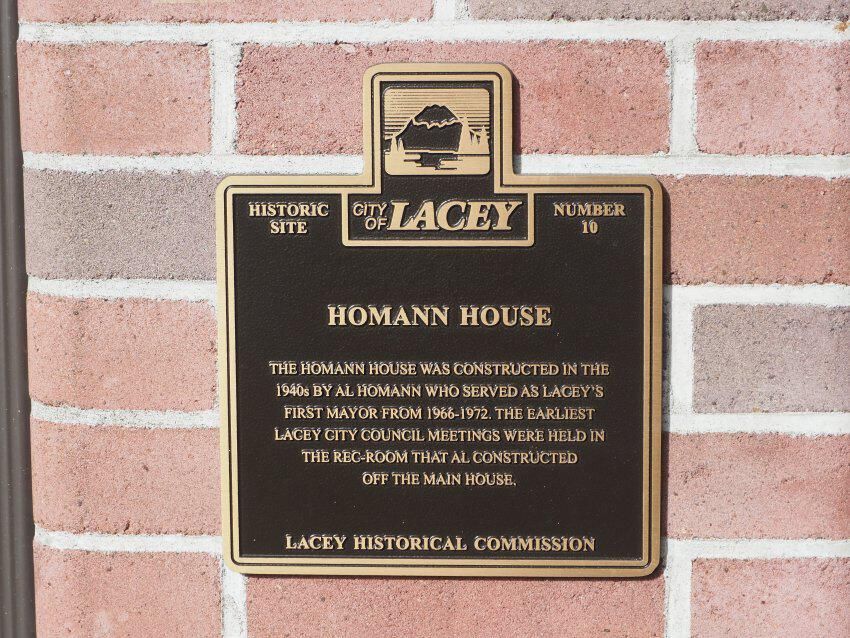 HISTORIC SITE
CITY OF LACEY
NUMBER 10
HOMANN HOUSE
THE HOMANN HOUSE WAS CONSTRUCTED IN THE
1940s BY AL HOMANN WHO SERVED AS LACEY'S
FIRST MAYOR FROM 1966-1972. THE EARLIEST
LACEY CITY COUNCIL MEETINGS WERE HELD IN
THE REC-ROOM THAT AL CONSTRUCTED
OFF THE MAIN HOUSE.
LACEY HISTORICAL COMMISSION